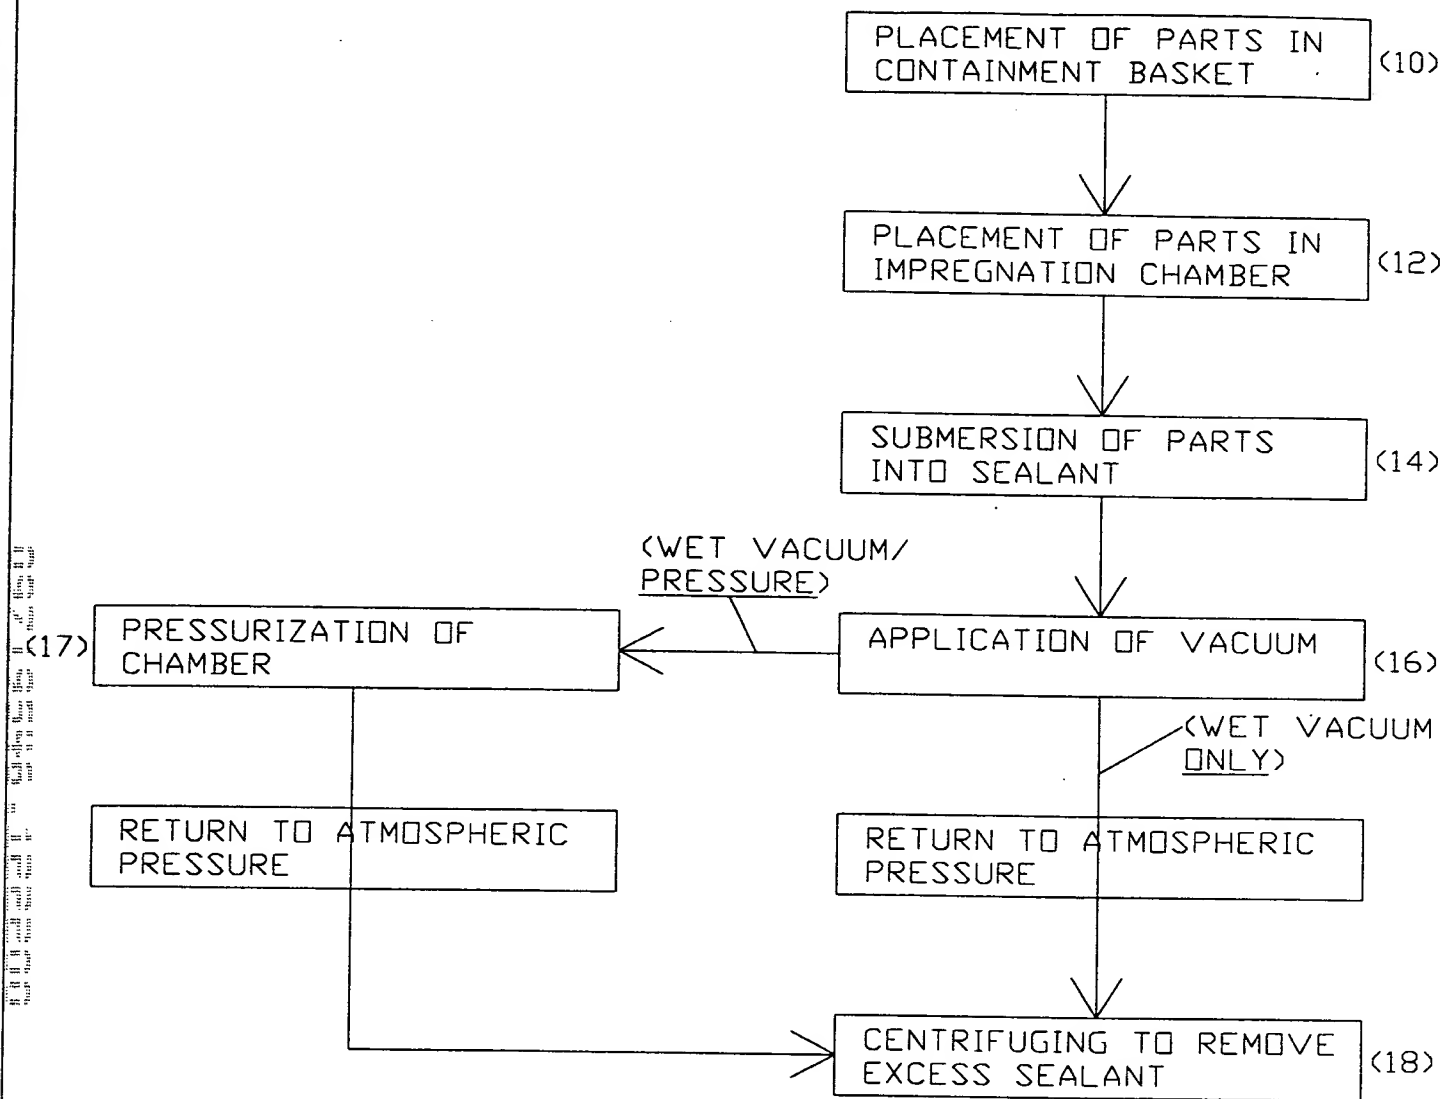 PLACEMENT OF PARTS IN
CONTAINMENT BASKET
(10)
PLACEMENT OF PARTS IN
IMPREGNATION CHAMBER
(12)
SUBMERSION OF PARTS
INTO SEALANT
(14)
(WET VACUUM/
PRESSURE)
(17)
PRESSURIZATION OF
CHAMBER
APPLICATION OF VACUUM
(16)
(WET VACUUM
ONLY)
RETURN TO ATMOSPHERIC
PRESSURE
RETURN TO ATMOSPHERIC
PRESSURE
CENTRIFUGING TO REMOVE
EXCESS SEALANT
(18)